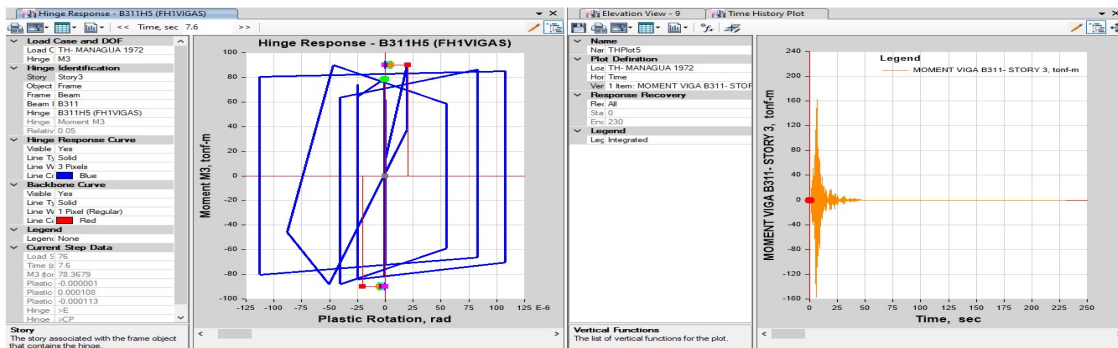 Hinge Response - B311H5 (FH1VIGAS)
<< Time, sec 7.6 >>
Load Case and DOF
Load C TH- MANAGUA 1972
Hinge M3
Hinge Identification
Story Story3
Object Frame
Frame Beam
Beam B311
Hinge B311H5 (FH1VIGAS)
Hinge Moment M3
Relativ 0.05
Hinge Response Curve
Visible Yes
Line Ty Solid
Line W 3 Pixels
Line Co Blue
Backbone Curve
Visible Yes
Line Ty Solid
Line W 1 Pixel (Regular)
Line Co Red
Legend
Legend None
Current Step Data
Load S 76
Time (s 7.6
M3 (tor 78.3679
Plastic -0.000001
Plastic 0.000108
Plastic -0.000113
Hinge >E
Hinge >CP
Story
The story associated with the frame object
that contains the hinge.
Hinge Response - B311H5 (FH1VIGAS)
Moment M3, tonf-m
100
80
60
40
20
0
-20
-40
-60
-80
-100
-125 -100 -75 -50 -25 0 25 50 75 100 125 E-6
Plastic Rotation, rad
Elevation View - 9
Time History Plot
Name
Nar THPlot5
Plot Definition
Loa TH- MANAGUA 1972
Hor Time
Ver 1 Item: MOMENT VIGA B311- STOF
Response Recovery
Rec All
Sta 0
Enc 230
Legend
Leg Integrated
Vertical Functions
The list of vertical functions for the plot.
Legend
MOMENT VIGA B311- STORY 3, tonf-m
MOMENT VIGA B311- STORY 3, tonf-m
240
200
160
120
80
40
0
-40
-80
-120
-160
0 25 50 75 100 125 150 175 200 225 250
Time, sec